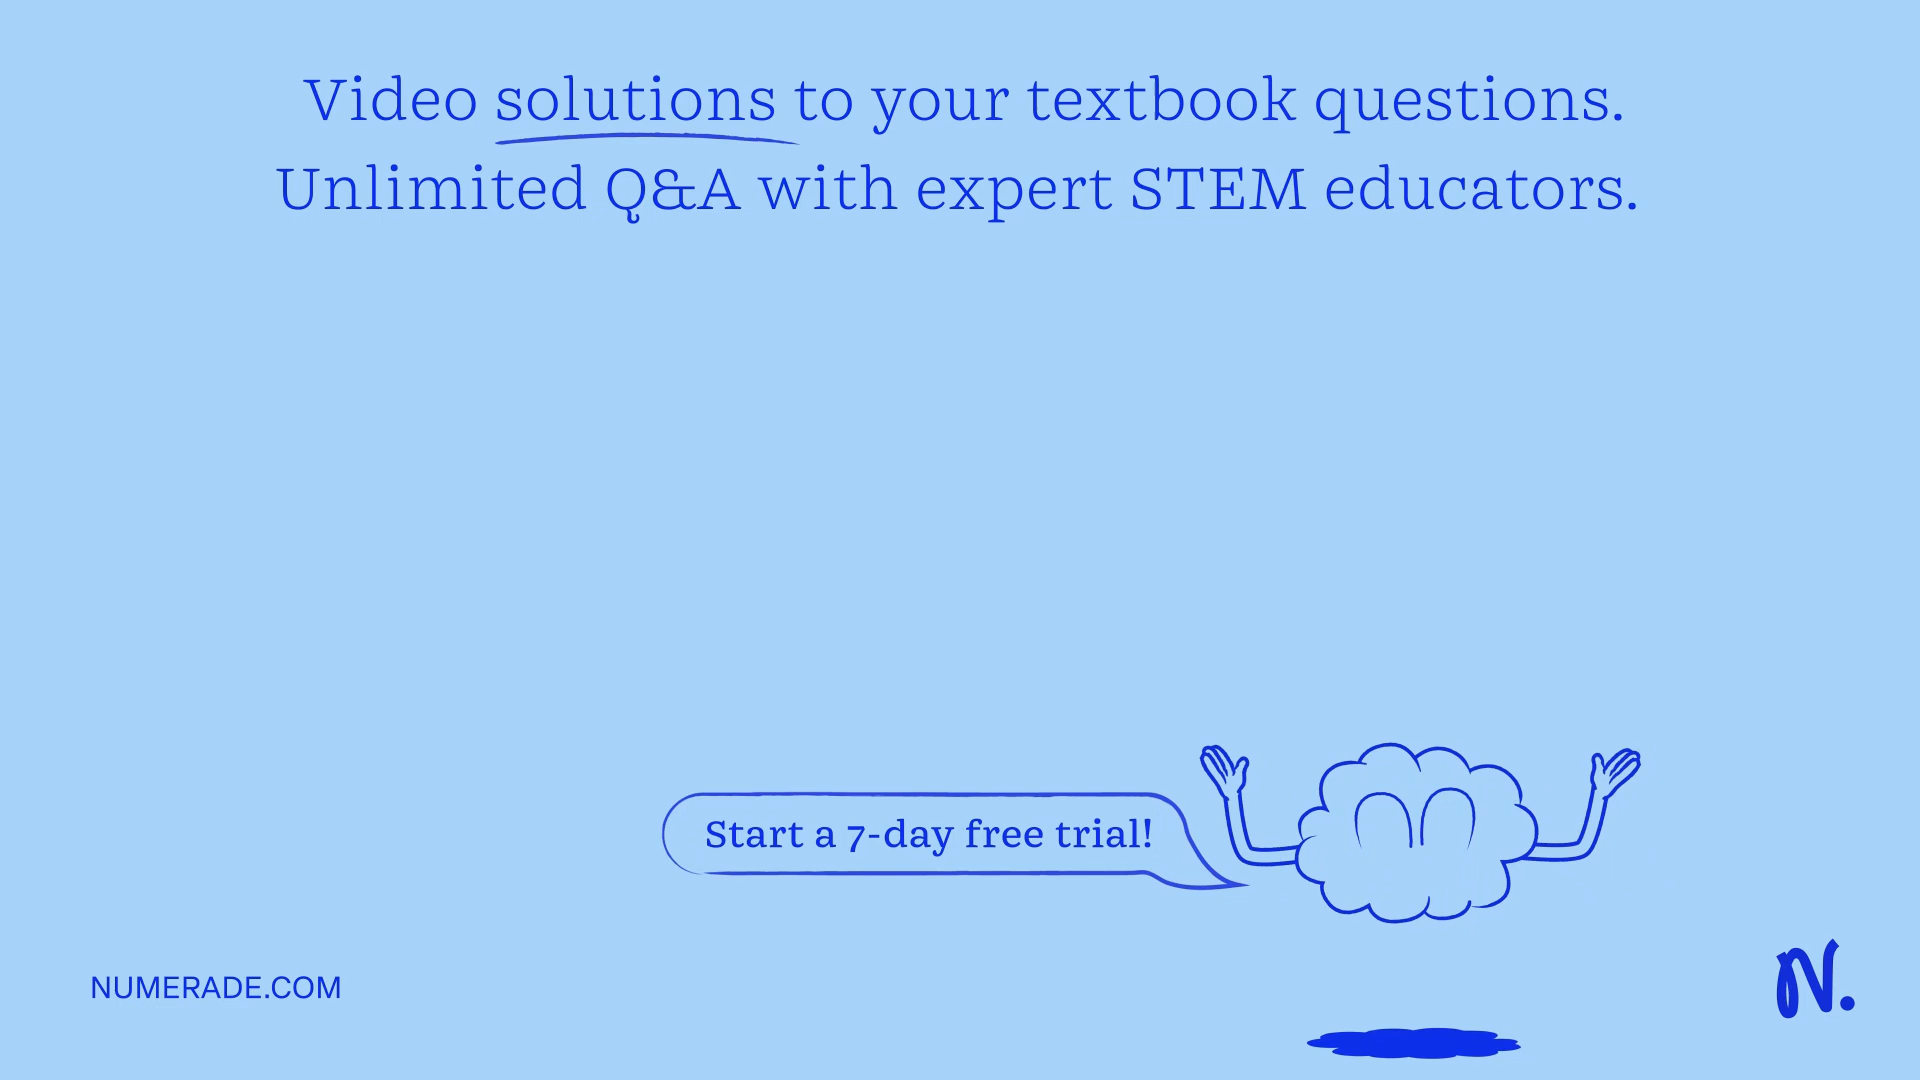 Video solutions to your textbook questions.
Unlimited Q&A with expert STEM educators.
Start a 7-day free trial!
NUMERADE.COM
N.